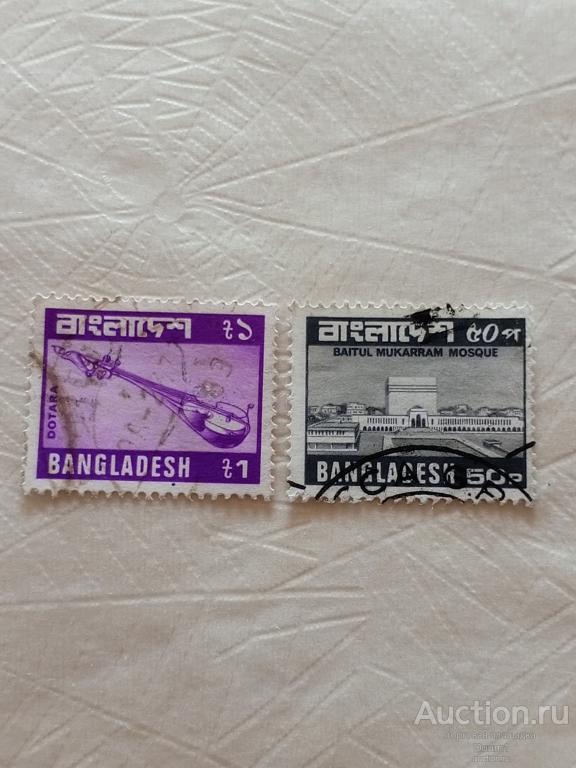 বাংলাদেশ ৳১
DOTARA
BANGLADESH ৳1
বাংলাদেশ ৫০প
BAITUL MUKARRAM MOSQUE
BANGLADESH 50P
Auction.ru